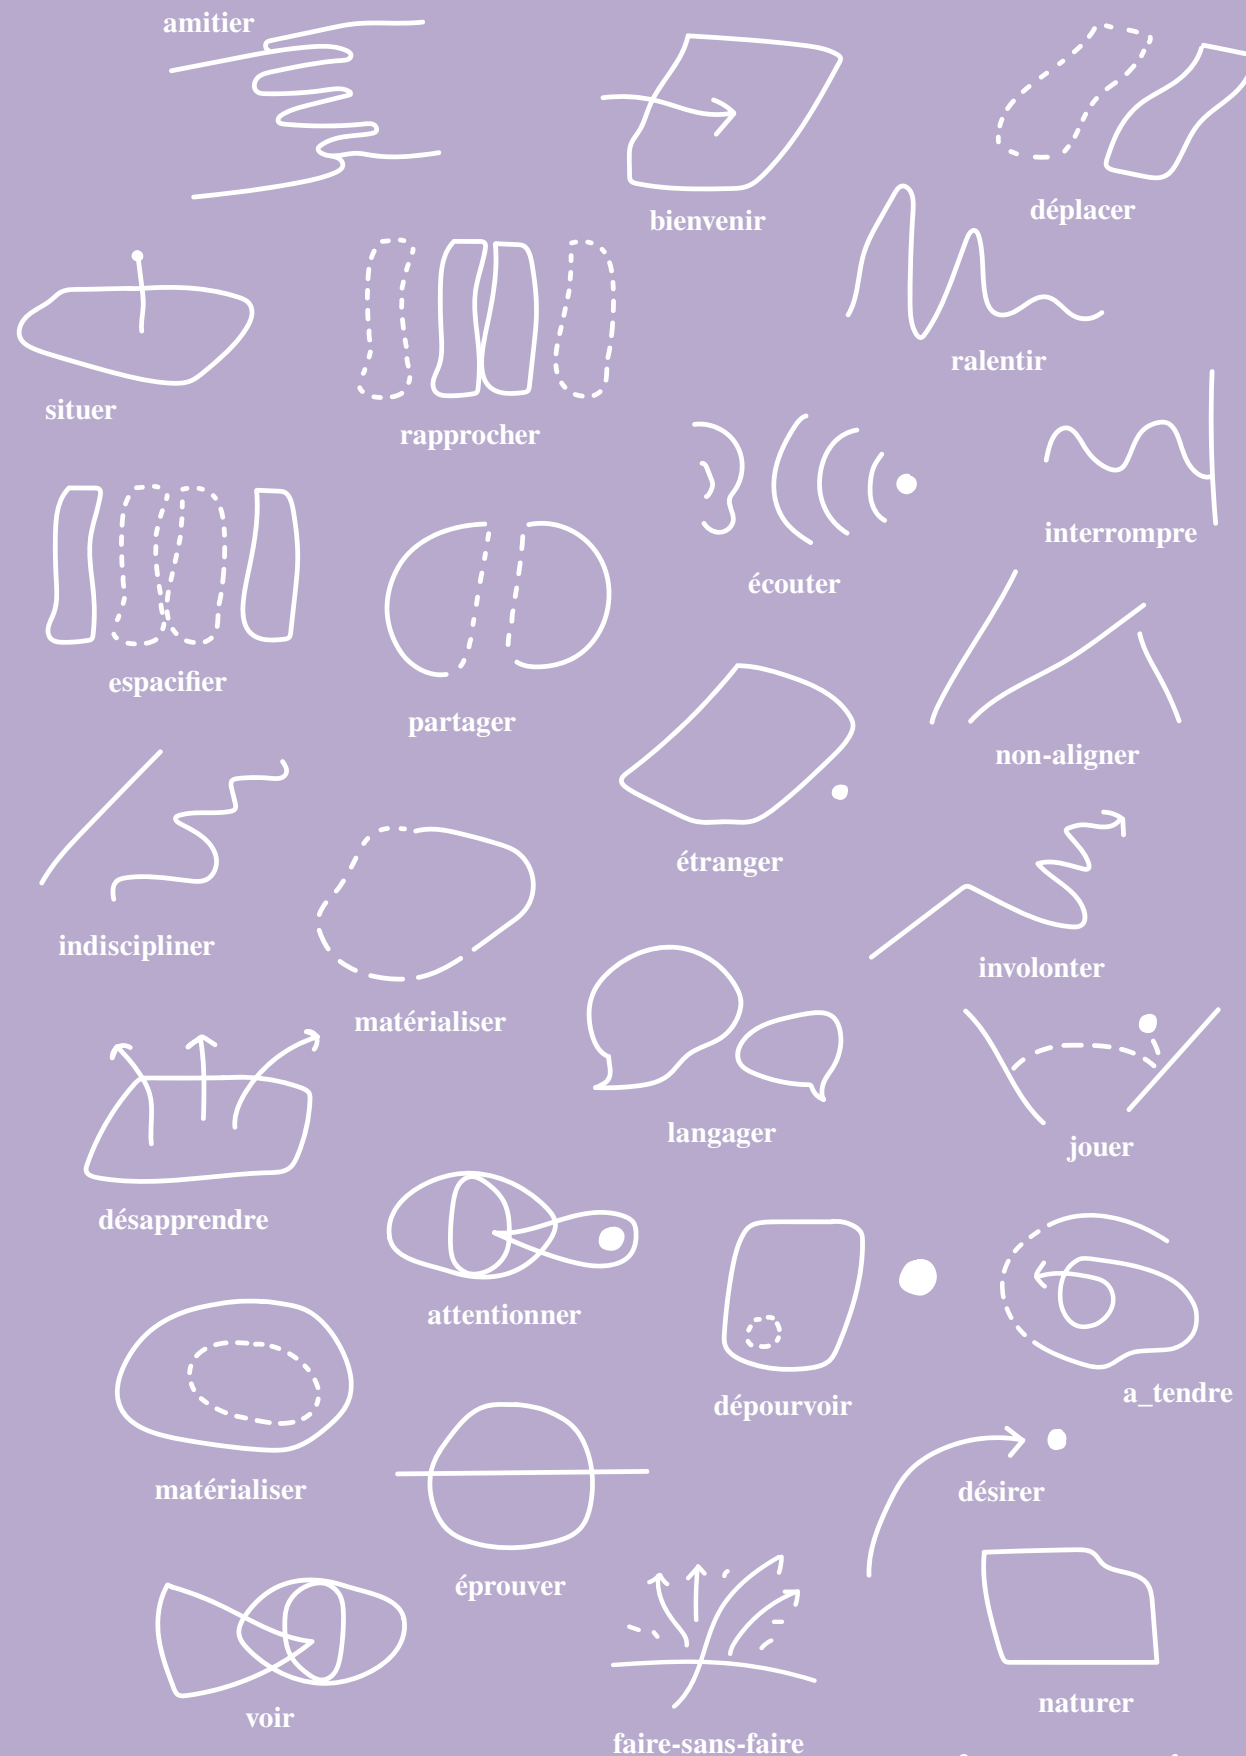 amitier
bienvenir
déplacer
situer
rapprocher
ralentir
écouter
interrompre
espacifier
partager
non-aligner
étranger
indiscipliner
matérialiser
involonter
langager
jouer
désapprendre
attentionner
dépourvoir
a_tendre
matérialiser
éprouver
désirer
voir
faire-sans-faire
naturer